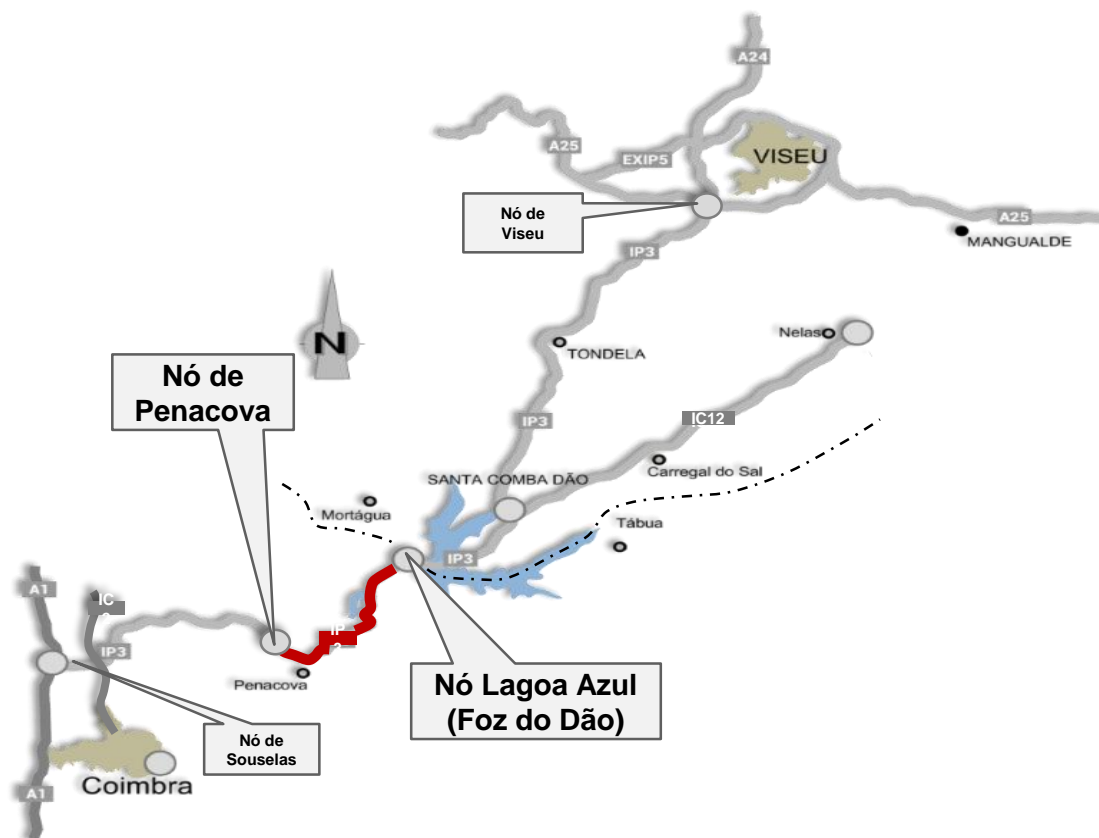 A24
A25
EXIP5
VISEU
Nó de
Viseu
A25
MANGUALDE
IP3
N
Nelas
TONDELA
Nó de
Penacova
IP3
IC12
Carregal do Sal
SANTA COMBA DÃO
Mortágua
Tábua
IP3
A1
IC
IP3
Penacova
Nó Lagoa Azul
(Foz do Dão)
Nó de
Souselas
Coimbra
A1